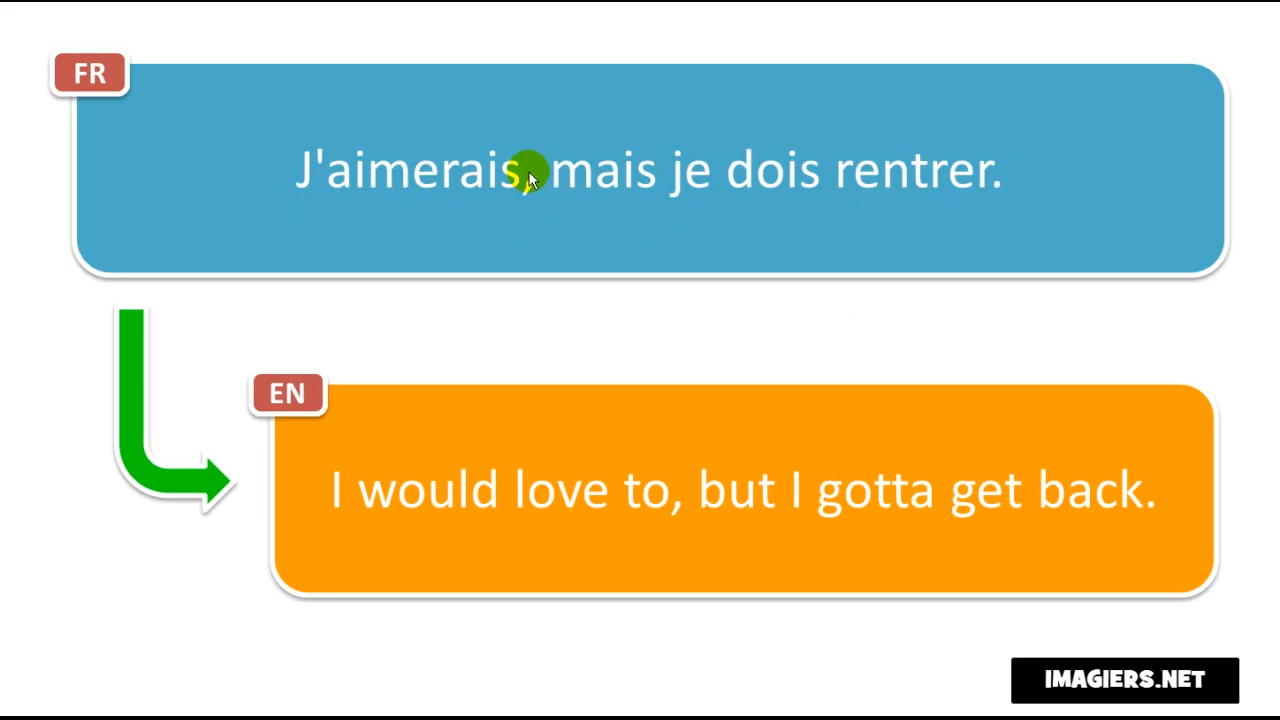 FR
J'aimerais, mais je dois rentrer.
EN
I would love to, but I gotta get back.
IMAGIERS.NET